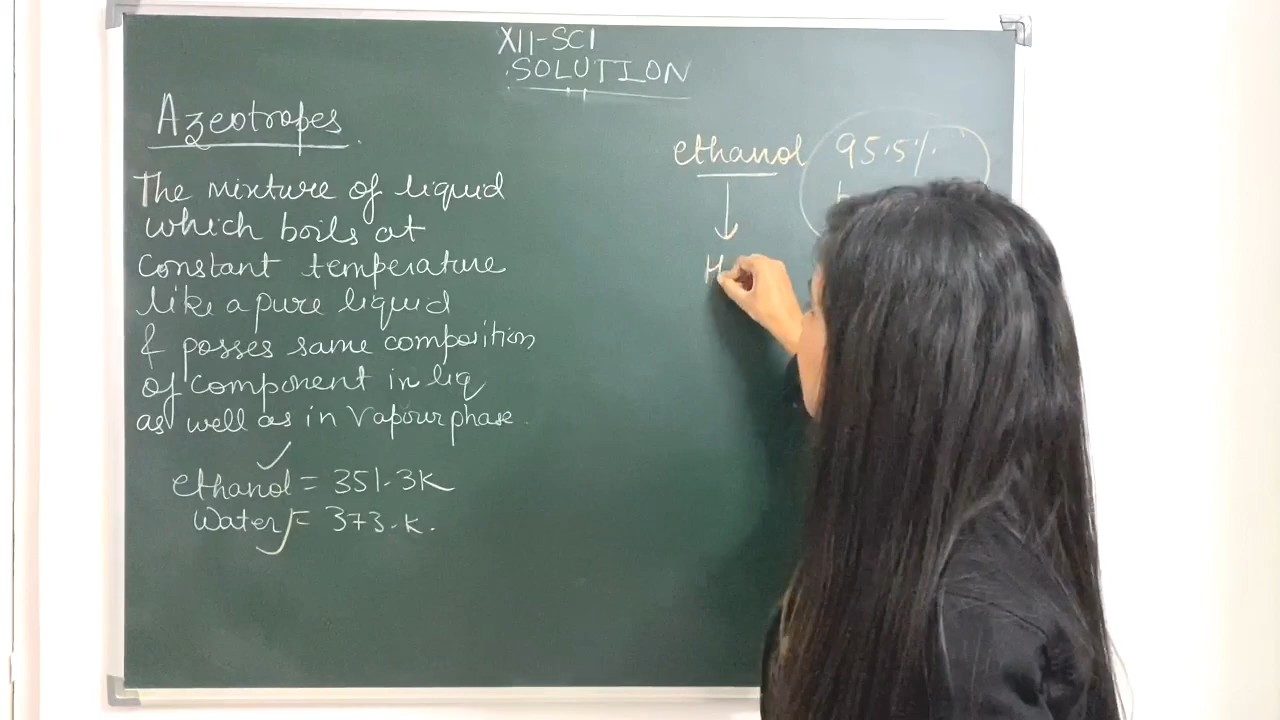 XII-SCI
SOLUTION
Azeotropes
The mixture of liquid
which boils at
constant temperature
like a pure liquid
& posses same composition
of component in liq
as well as in vapour phase.
ethanol = 351.3K
Water = 373.K.
ethanol 95.5%
H